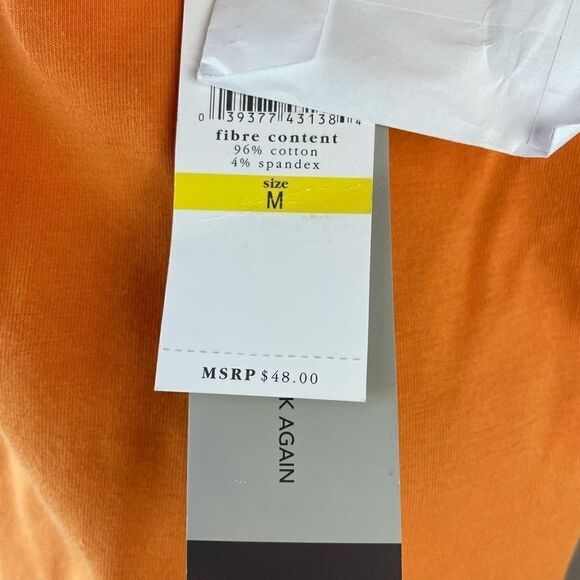 0 39377 43138 4
fibre content
96% cotton
4% spandex
size
M
MSRP $48.00
AGAIN